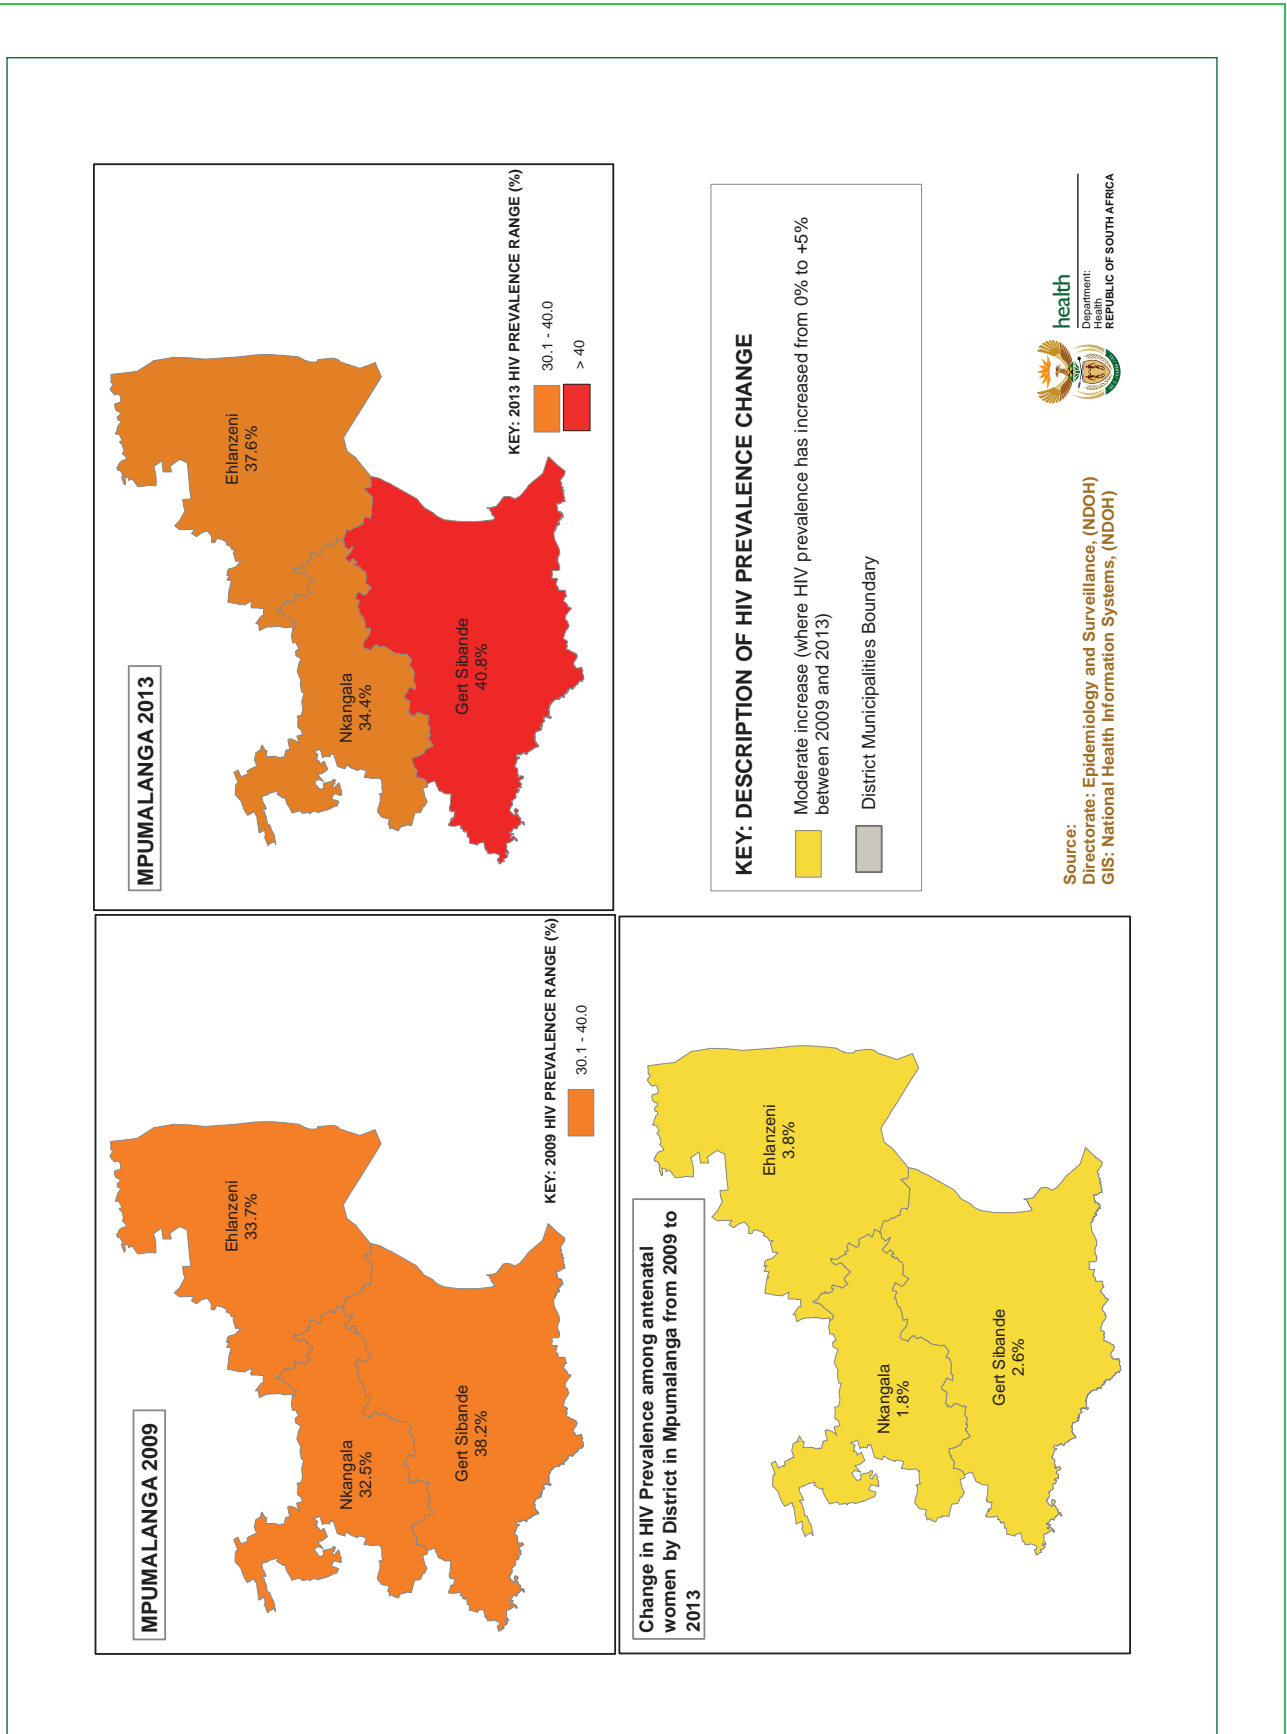 MPUMALANGA 2009
Ehlanzeni
33.7%
Nkangala
32.5%
Gert Sibande
38.2%
KEY: 2009 HIV PREVALENCE RANGE (%)
30.1 - 40.0
MPUMALANGA 2013
Ehlanzeni
37.6%
Nkangala
34.4%
Gert Sibande
40.8%
KEY: 2013 HIV PREVALENCE RANGE (%)
30.1 - 40.0
> 40
Change in HIV Prevalence among antenatal
women by District in Mpumalanga from 2009 to
2013
Ehlanzeni
3.8%
Nkangala
1.8%
Gert Sibande
2.6%
KEY: DESCRIPTION OF HIV PREVALENCE CHANGE
Moderate increase (where HIV prevalence has increased from 0% to +5%
between 2009 and 2013)
District Municipalities Boundary
Source:
Directorate: Epidemiology and Surveillance, (NDOH)
GIS: National Health Information Systems, (NDOH)
health
Department:
Health
REPUBLIC OF SOUTH AFRICA